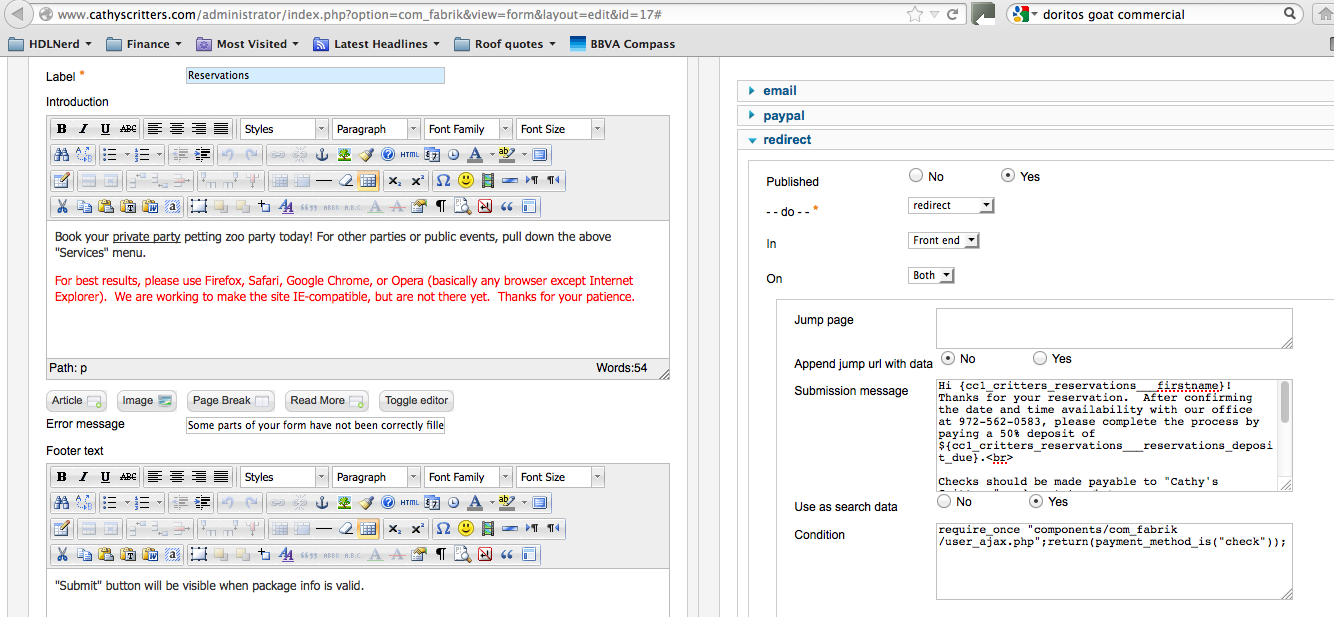 www.cathyscritters.com/administrator/index.php?option=com_fabrik&view=form&layout=edit&id=17#
doritos goat commercial
HDLNerd
Finance
Most Visited
Latest Headlines
Roof quotes
BBVA Compass
Label *
Reservations
Introduction
B I U ABC
Styles
Paragraph
Font Family
Font Size
HTML
Book your private party petting zoo party today! For other parties or public events, pull down the above
"Services" menu.
For best results, please use Firefox, Safari, Google Chrome, or Opera (basically any browser except Internet
Explorer).  We are working to make the site IE-compatible, but are not there yet.  Thanks for your patience.
Path: p
Words:54
Article
Image
Page Break
Read More
Toggle editor
Error message
Some parts of your form have not been correctly fille
Footer text
B I U ABC
Styles
Paragraph
Font Family
Font Size
HTML
"Submit" button will be visible when package info is valid.
email
paypal
redirect
Published
No
Yes
-- do -- *
redirect
In
Front end
On
Both
Jump page
Append jump url with data
No
Yes
Submission message
Hi {cc1_critters_reservations___firstname}!
Thanks for your reservation.  After confirming
the date and time availability with our office
at 972-562-0583, please complete the process by
paying a 50% deposit of
${cc1_critters_reservations___reservations_deposi
t_due}.<br>
Checks should be made payable to "Cathy's
Use as search data
No
Yes
Condition
require_once "components/com_fabrik
/user_ajax.php";return(payment_method_is("check"));